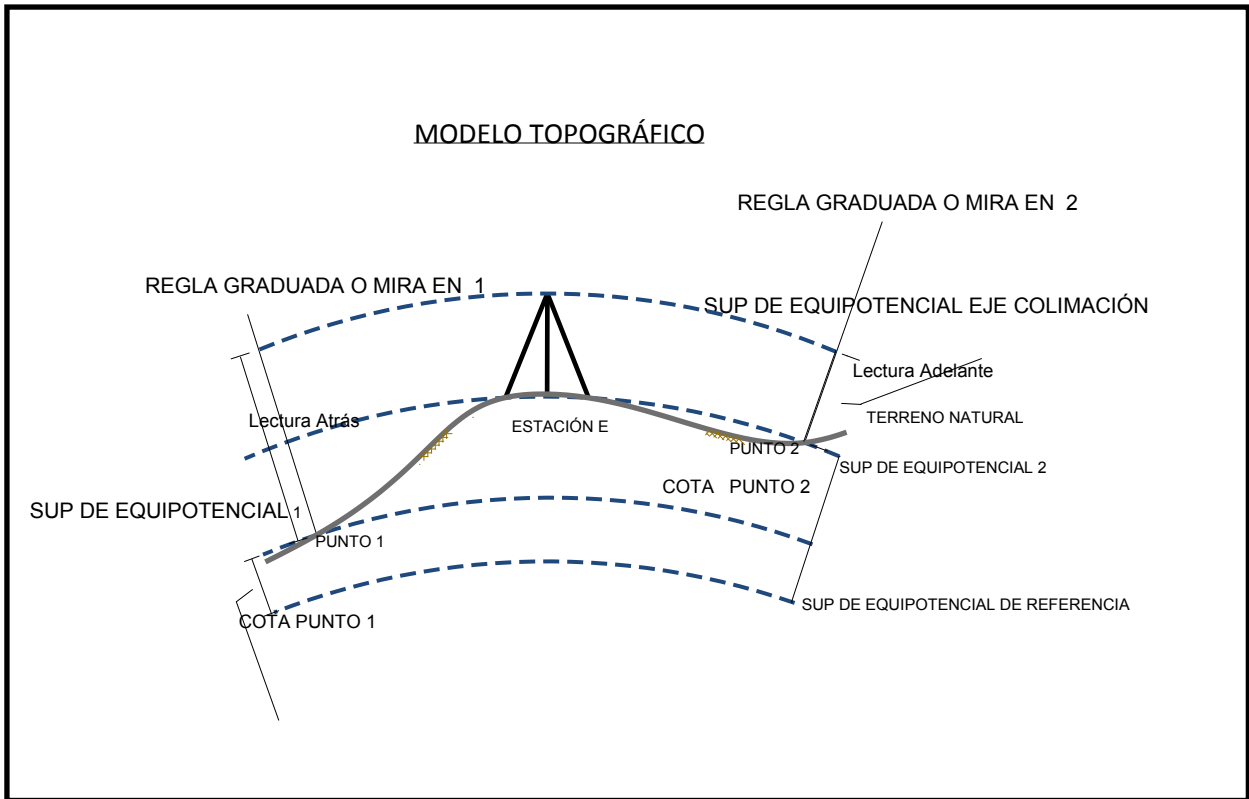 MODELO TOPOGRÁFICO
REGLA GRADUADA O MIRA EN 2
REGLA GRADUADA O MIRA EN 1
SUP DE EQUIPOTENCIAL EJE COLIMACIÓN
Lectura Adelante
Lectura Atrás
TERRENO NATURAL
ESTACIÓN E
PUNTO 2
SUP DE EQUIPOTENCIAL 2
COTA PUNTO 2
SUP DE EQUIPOTENCIAL 1
PUNTO 1
SUP DE EQUIPOTENCIAL DE REFERENCIA
COTA PUNTO 1